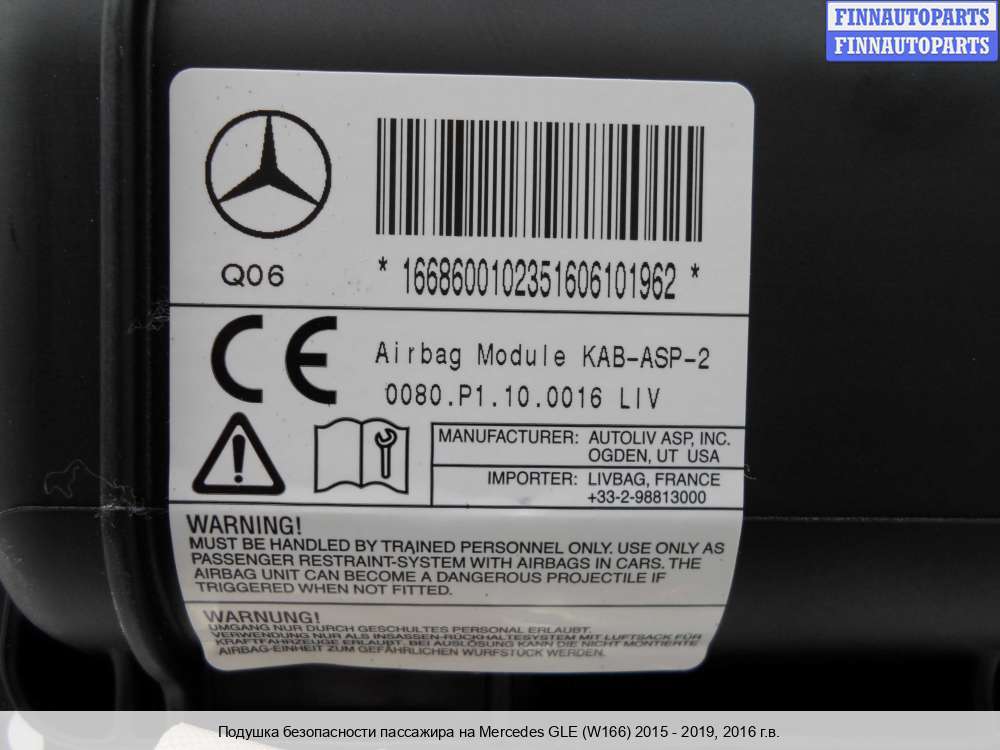 FINNAUTOPARTS
FINNAUTOPARTS
Q06
* 1668600102351606101962 *
CE
Airbag Module KAB-ASP-2
0080.P1.10.0016 LIV
MANUFACTURER: AUTOLIV ASP, INC.
OGDEN, UT USA
IMPORTER: LIVBAG, FRANCE
+33-2-98813000
WARNING!
MUST BE HANDLED BY TRAINED PERSONNEL ONLY. USE ONLY AS
PASSENGER RESTRAINT-SYSTEM WITH AIRBAGS IN CARS. THE
AIRBAG UNIT CAN BECOME A DANGEROUS PROJECTILE IF
TRIGGERED WHEN NOT FITTED.
WARNUNG!
UMGANG NUR DURCH GESCHULTES PERSONAL ERLAUBT.
VERWENDUNG NUR ALS INSASSEN-RÜCKHALTESYSTEM MIT LUFTSACK FÜR
KRAFTFAHRZEUGE ERLAUBT. BEI AUSLÖSUNG KANN DIE NICHT MONTIERTE
AIRBAG-EINHEIT ZUM GEFÄHRLICHEN WURFSTÜCK WERDEN.
Подушка безопасности пассажира на Mercedes GLE (W166) 2015 - 2019, 2016 г.в.